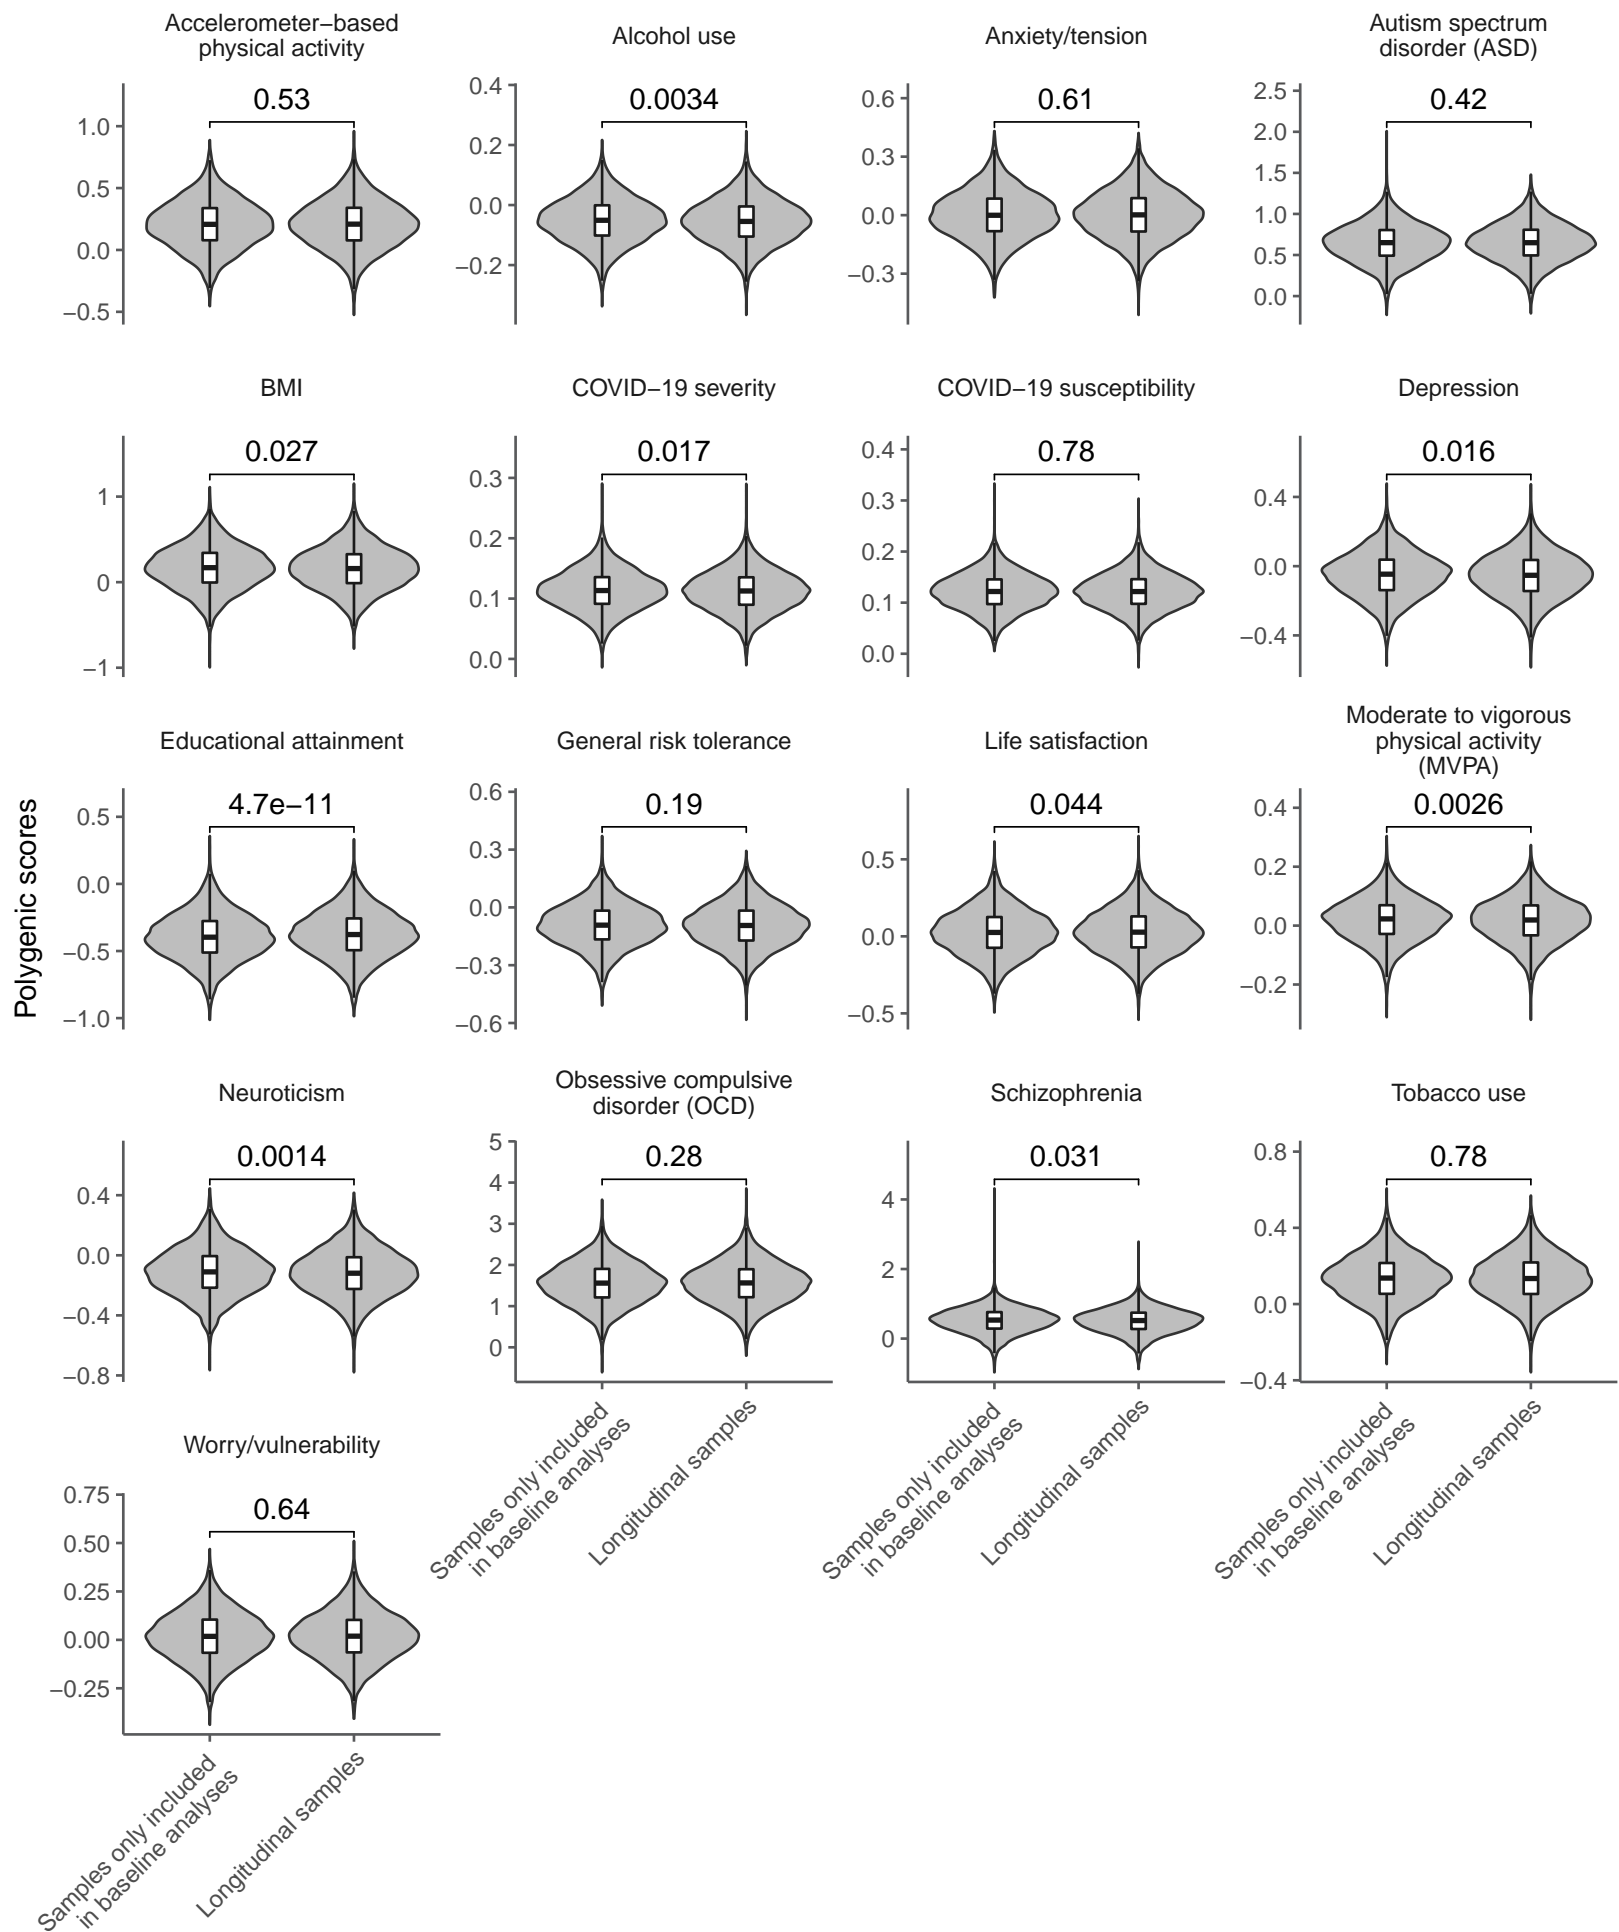 Accelerometer−based
physical activity
Alcohol use
Anxiety/tension
Autism spectrum
disorder (ASD)
0.53
0.0034
0.61
0.42
1.0
0.5
0.0
−0.5
0.4
0.2
0.0
−0.2
0.6
0.3
0.0
−0.3
2.5
2.0
1.5
1.0
0.5
0.0
BMI
COVID−19 severity
COVID−19 susceptibility
Depression
0.027
0.017
0.78
0.016
1
0
−1
0.3
0.2
0.1
0.0
0.4
0.3
0.2
0.1
0.0
0.4
0.0
−0.4
Polygenic scores
Educational attainment
General risk tolerance
Life satisfaction
Moderate to vigorous
physical activity
(MVPA)
4.7e−11
0.19
0.044
0.0026
0.5
0.0
−0.5
−1.0
0.6
0.3
0.0
−0.3
−0.6
0.5
0.0
−0.5
0.4
0.2
0.0
−0.2
Neuroticism
Obsessive compulsive
disorder (OCD)
Schizophrenia
Tobacco use
0.0014
0.28
0.031
0.78
0.4
0.0
−0.4
−0.8
5
4
3
2
1
0
4
2
0
0.8
0.4
0.0
−0.4
Samples only included
in baseline analyses
Longitudinal samples
Samples only included
in baseline analyses
Longitudinal samples
Samples only included
in baseline analyses
Longitudinal samples
Worry/vulnerability
0.64
0.75
0.50
0.25
0.00
−0.25
Samples only included
in baseline analyses
Longitudinal samples